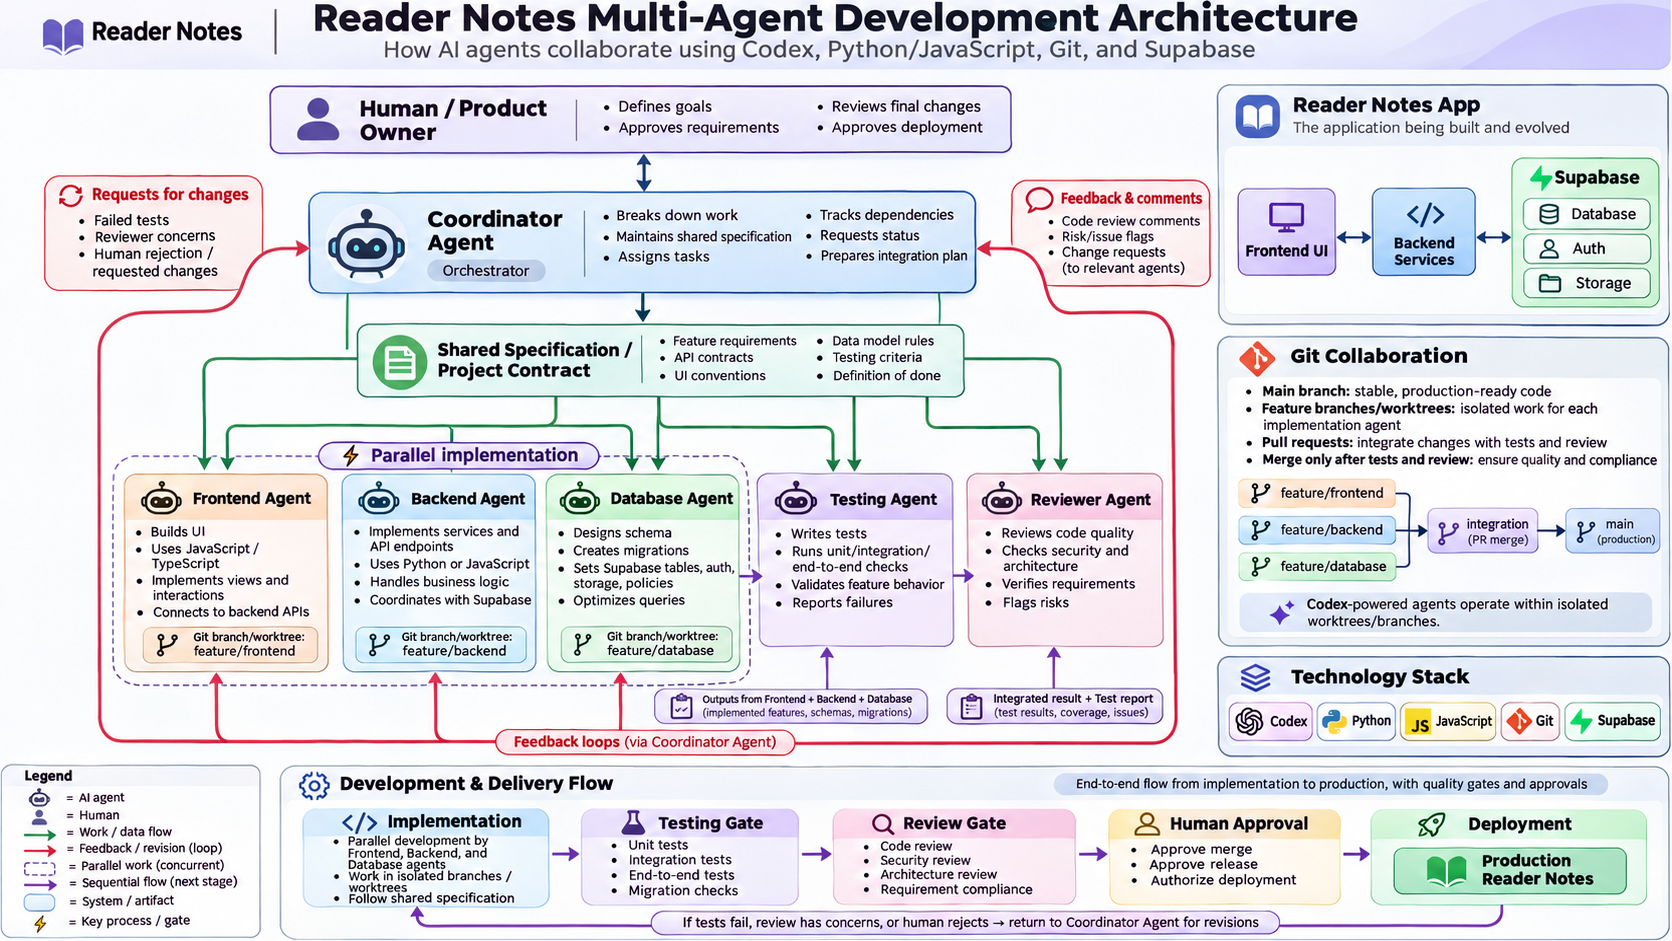 Reader Notes
Reader Notes Multi-Agent Development Architecture
How AI agents collaborate using Codex, Python/JavaScript, Git, and Supabase
Human / Product
Owner
• Defines goals
• Approves requirements
• Reviews final changes
• Approves deployment
Requests for changes
• Failed tests
• Reviewer concerns
• Human rejection /
requested changes
Coordinator
Agent
Orchestrator
• Breaks down work
• Maintains shared specification
• Assigns tasks
• Tracks dependencies
• Requests status
• Prepares integration plan
Feedback & comments
• Code review comments
• Risk/issue flags
• Change requests
(to relevant agents)
Shared Specification /
Project Contract
• Feature requirements
• API contracts
• UI conventions
• Data model rules
• Testing criteria
• Definition of done
Parallel implementation
Frontend Agent
• Builds UI
• Uses JavaScript /
TypeScript
• Implements views and
interactions
• Connects to backend APIs
Git branch/worktree:
feature/frontend
Backend Agent
• Implements services and
API endpoints
• Uses Python or JavaScript
• Handles business logic
• Coordinates with Supabase
Git branch/worktree:
feature/backend
Database Agent
• Designs schema
• Creates migrations
• Sets Supabase tables, auth,
storage, policies
• Optimizes queries
Git branch/worktree:
feature/database
Testing Agent
• Writes tests
• Runs unit/integration/
end-to-end checks
• Validates feature behavior
• Reports failures
Reviewer Agent
• Reviews code quality
• Checks security and
architecture
• Verifies requirements
• Flags risks
Outputs from Frontend + Backend + Database
(implemented features, schemas, migrations)
Integrated result + Test report
(test results, coverage, issues)
Feedback loops (via Coordinator Agent)
Reader Notes App
The application being built and evolved
Frontend UI
Backend
Services
Supabase
Database
Auth
Storage
Git Collaboration
• Main branch: stable, production-ready code
• Feature branches/worktrees: isolated work for each
implementation agent
• Pull requests: integrate changes with tests and review
• Merge only after tests and review: ensure quality and compliance
feature/frontend
feature/backend
feature/database
integration
(PR merge)
main
(production)
Codex-powered agents operate within isolated
worktrees/branches.
Technology Stack
Codex
Python
JS JavaScript
Git
Supabase
Legend
= AI agent
= Human
= Work / data flow
= Feedback / revision (loop)
= Parallel work (concurrent)
= Sequential flow (next stage)
= System / artifact
= Key process / gate
Development & Delivery Flow
End-to-end flow from implementation to production, with quality gates and approvals
Implementation
• Parallel development by
Frontend, Backend, and
Database agents
• Work in isolated branches /
worktrees
• Follow shared specification
Testing Gate
• Unit tests
• Integration tests
• End-to-end tests
• Migration checks
Review Gate
• Code review
• Security review
• Architecture review
• Requirement compliance
Human Approval
• Approve merge
• Approve release
• Authorize deployment
Deployment
Production
Reader Notes
If tests fail, review has concerns, or human rejects → return to Coordinator Agent for revisions